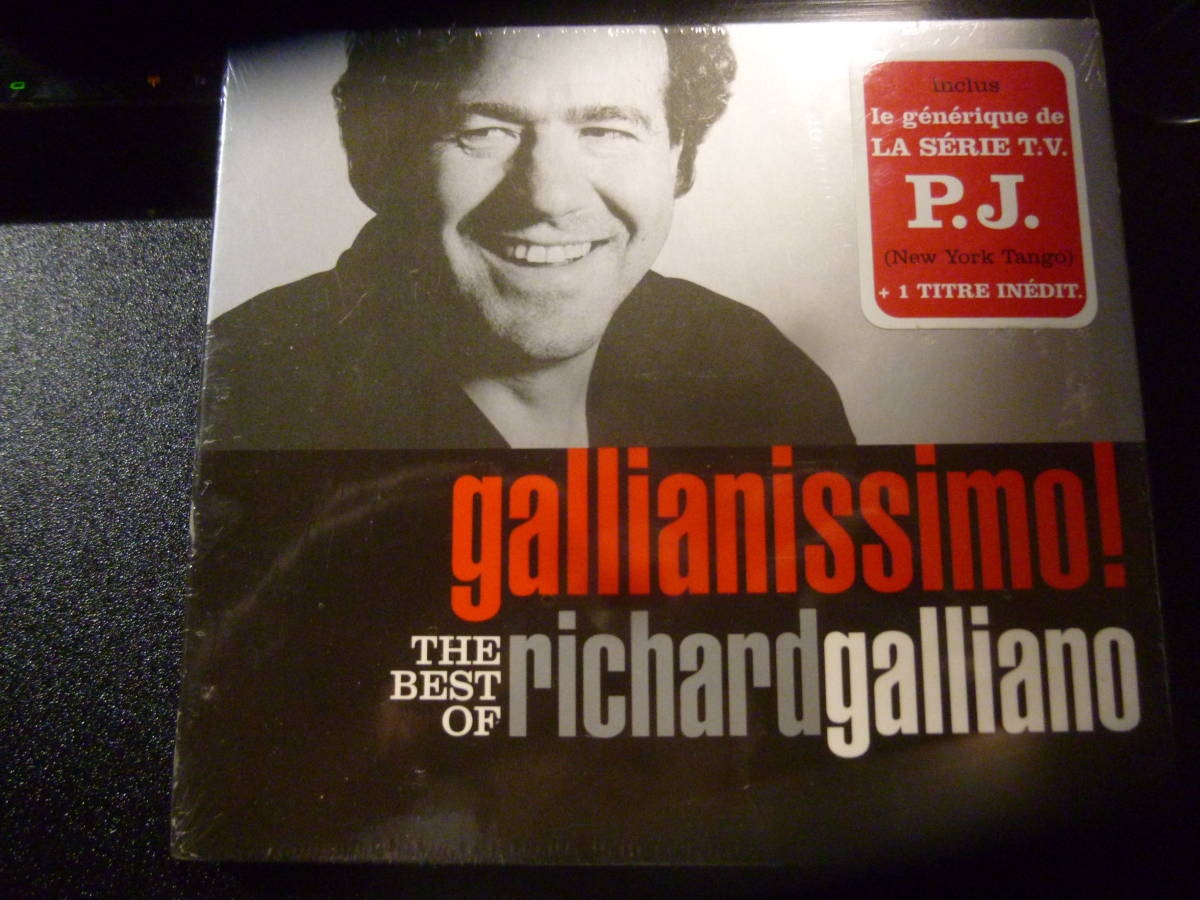 inclus
le générique de
LA SÉRIE T.V.
P.J.
(New York Tango)
+ 1 TITRE INÉDIT.
gallianissimo!
THE
BEST
OF
richardgalliano